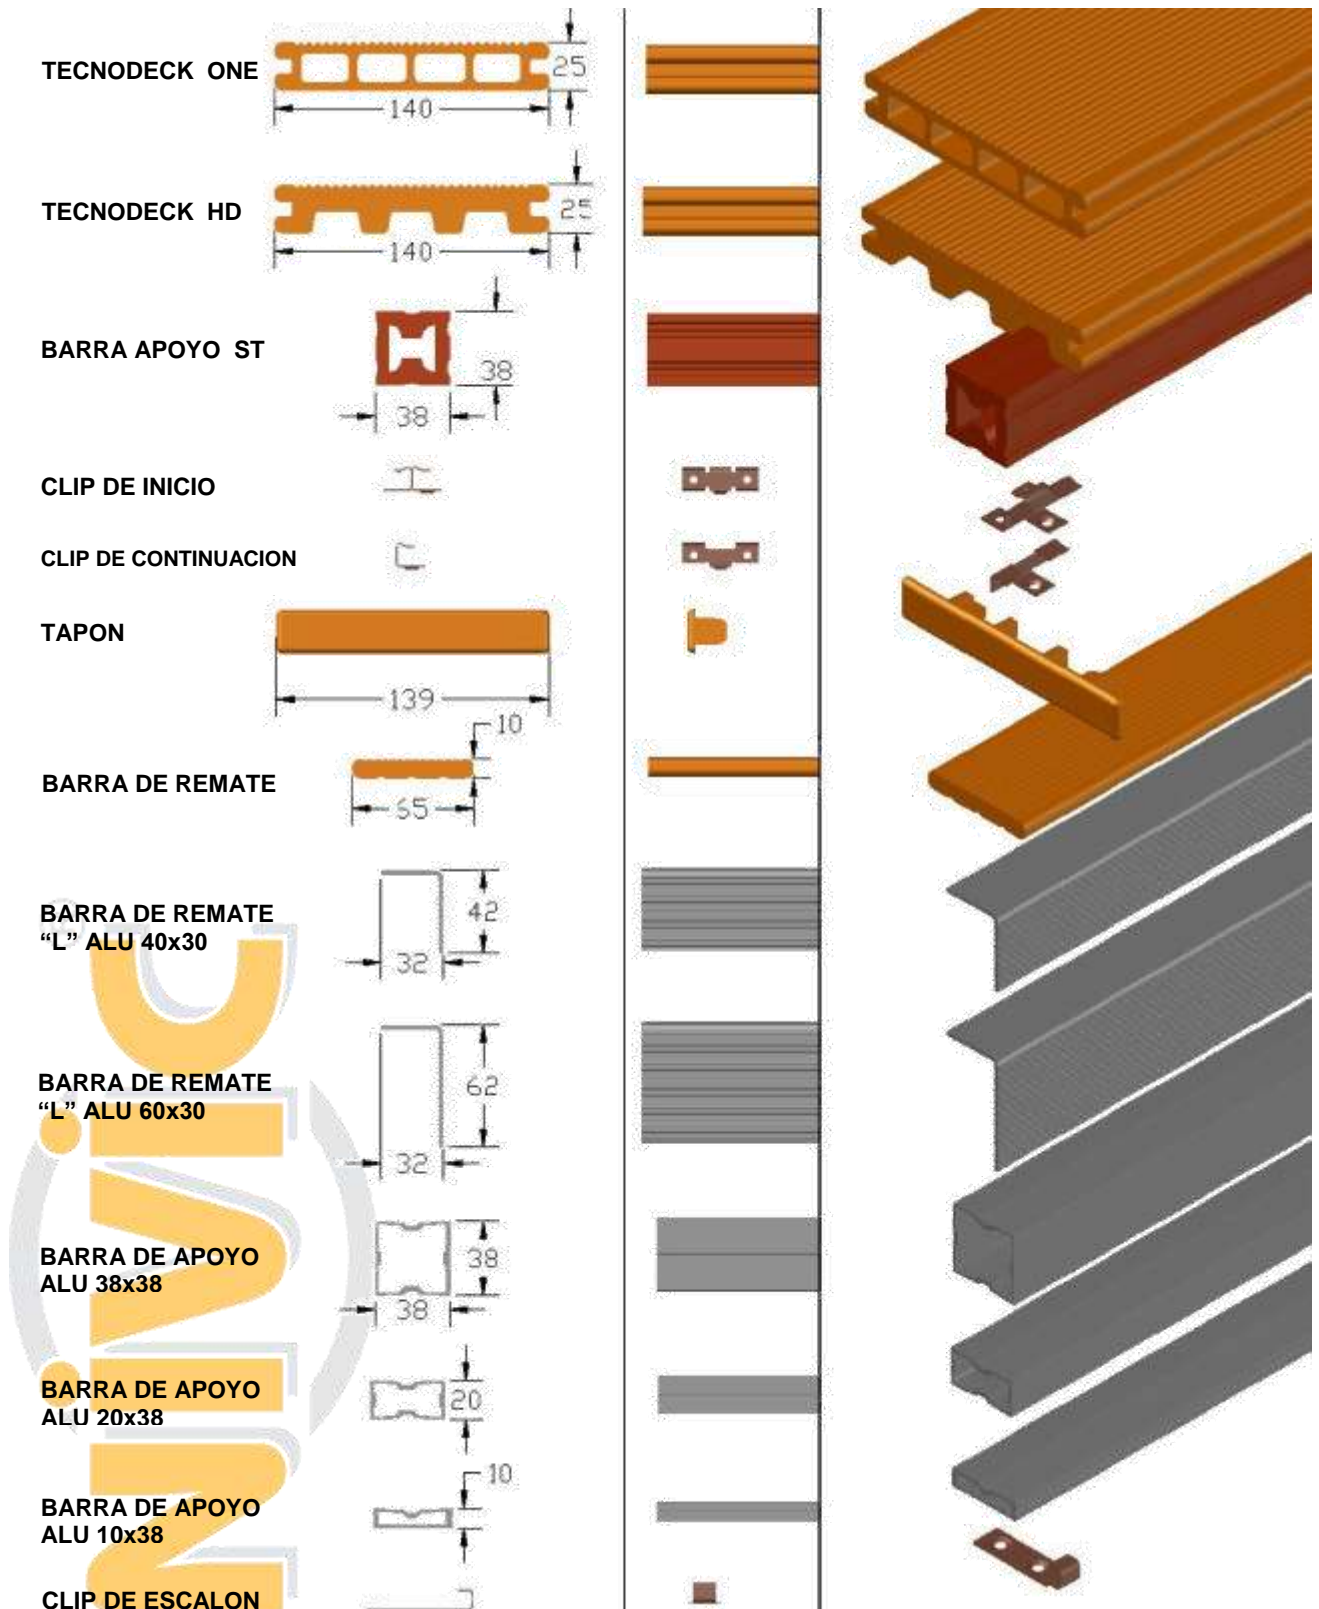 TECNODECK ONE
25
140
TECNODECK HD
25
140
BARRA APOYO ST
38
38
CLIP DE INICIO
CLIP DE CONTINUACION
TAPON
139
10
BARRA DE REMATE
65
BARRA DE REMATE
“L” ALU 40x30
42
32
BARRA DE REMATE
“L” ALU 60x30
62
32
BARRA DE APOYO
ALU 38x38
38
38
BARRA DE APOYO
ALU 20x38
20
10
BARRA DE APOYO
ALU 10x38
CLIP DE ESCALON